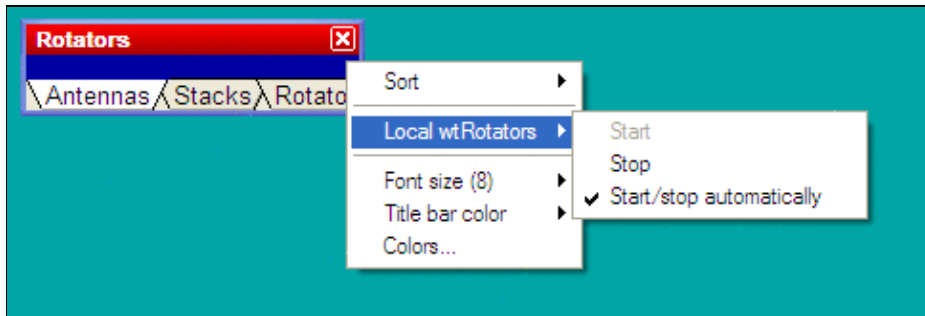 Rotators
Antennas Stacks Rotato
Sort
Local wtRotators
Font size (8)
Title bar color
Colors...
Start
Stop
Start/stop automatically